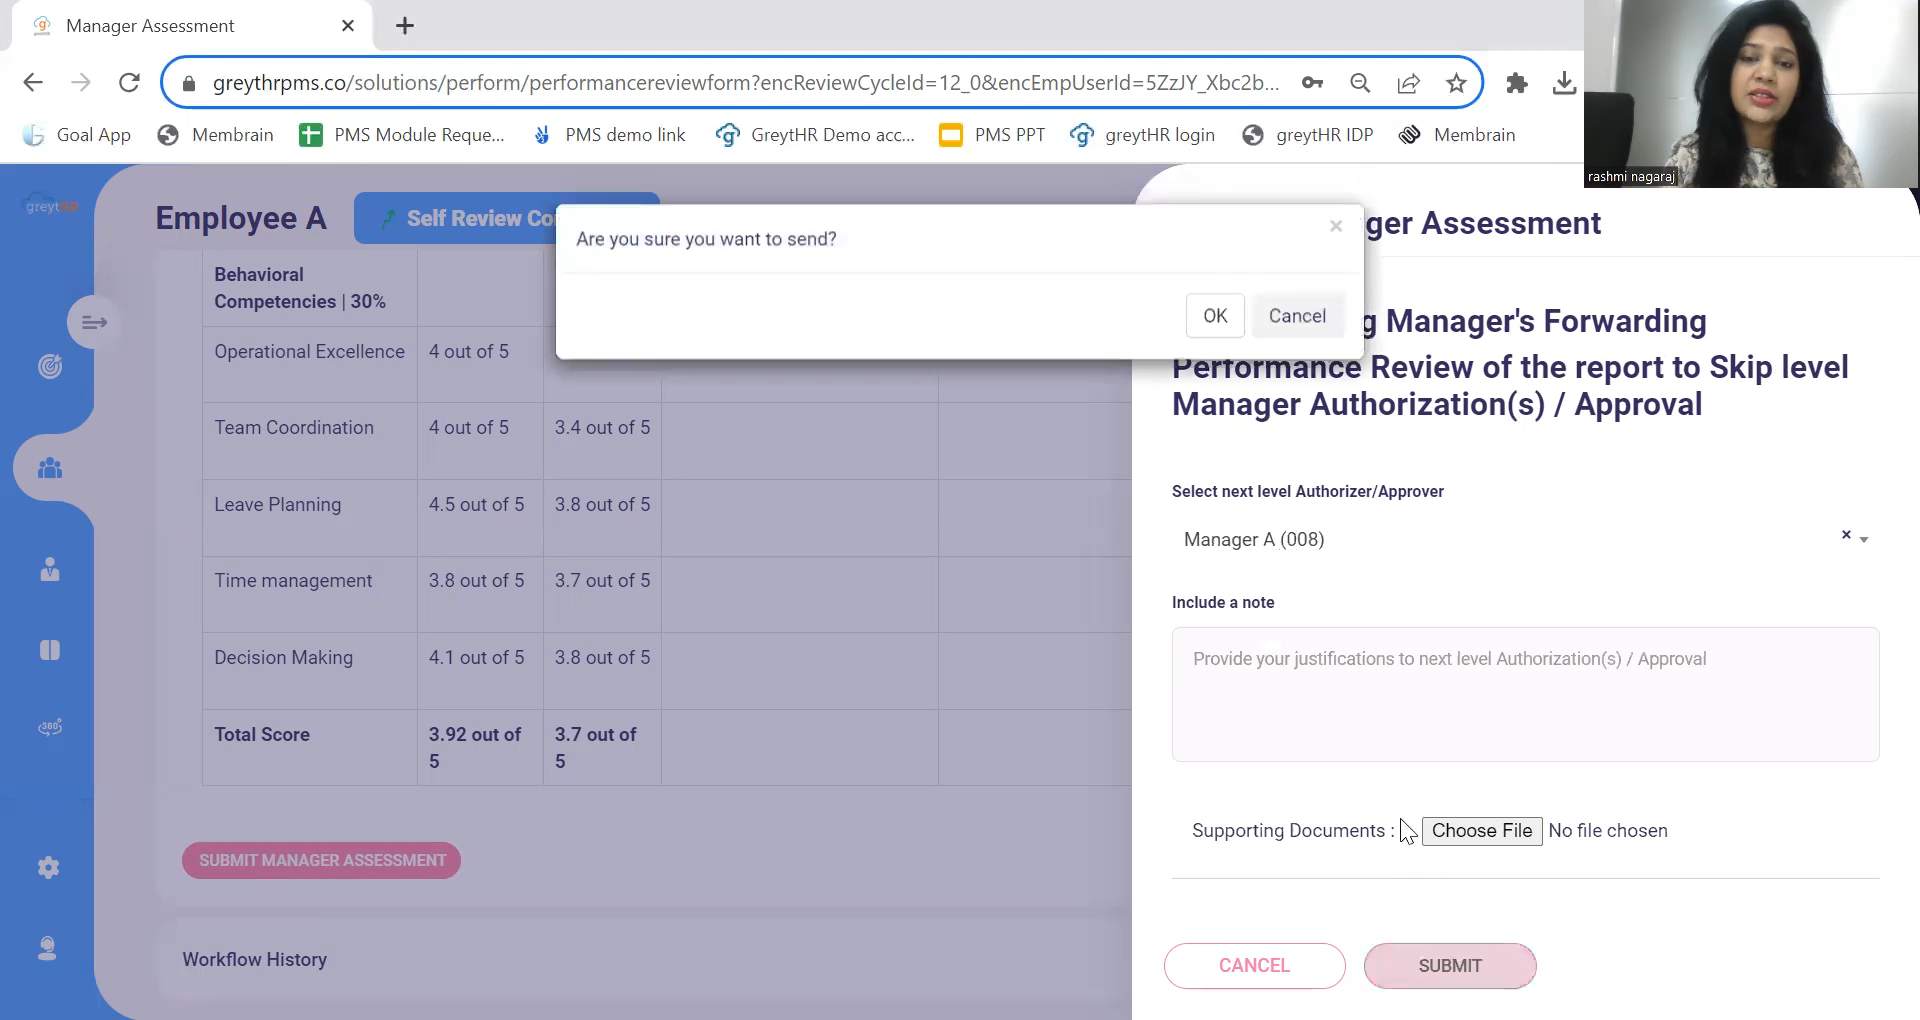 Manager Assessment
greythrpms.co/solutions/perform/performancereviewform?encReviewCycleId=12_0&encEmpUserId=5ZzJY_Xbc2b...
Goal App
Membrain
PMS Module Reque...
PMS demo link
GreytHR Demo acc...
PMS PPT
greytHR login
greytHR IDP
Membrain
rashmi nagaraj
greytHR
Employee A
Self Review Co
Are you sure you want to send?
OK
Cancel
ger Assessment
g Manager's Forwarding
Performance Review of the report to Skip level
Manager Authorization(s) / Approval
Behavioral
Competencies | 30%
Operational Excellence 4 out of 5
Team Coordination 4 out of 5 3.4 out of 5
Leave Planning 4.5 out of 5 3.8 out of 5
Time management 3.8 out of 5 3.7 out of 5
Decision Making 4.1 out of 5 3.8 out of 5
Total Score 3.92 out of 3.7 out of
5 5
SUBMIT MANAGER ASSESSMENT
Workflow History
Select next level Authorizer/Approver
Manager A (008)
Include a note
Provide your justifications to next level Authorization(s) / Approval
Supporting Documents : Choose File No file chosen
CANCEL
SUBMIT
360°